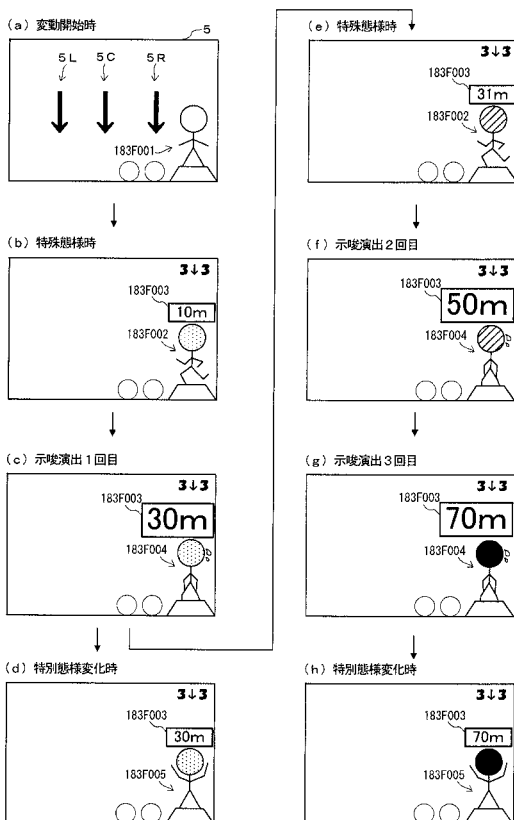 (a) 変動開始時
5
5L 5C 5R
183F001
(b) 特殊態様時
3↓3
183F003
10m
183F002
(c) 示唆演出1回目
3↓3
183F003
30m
183F004
(d) 特別態様変化時
3↓3
183F003
30m
183F005
(e) 特殊態様時
3↓3
183F003
31m
183F002
(f) 示唆演出2回目
3↓3
183F003
50m
183F004
(g) 示唆演出3回目
3↓3
183F003
70m
183F004
(h) 特別態様変化時
3↓3
183F003
70m
183F005